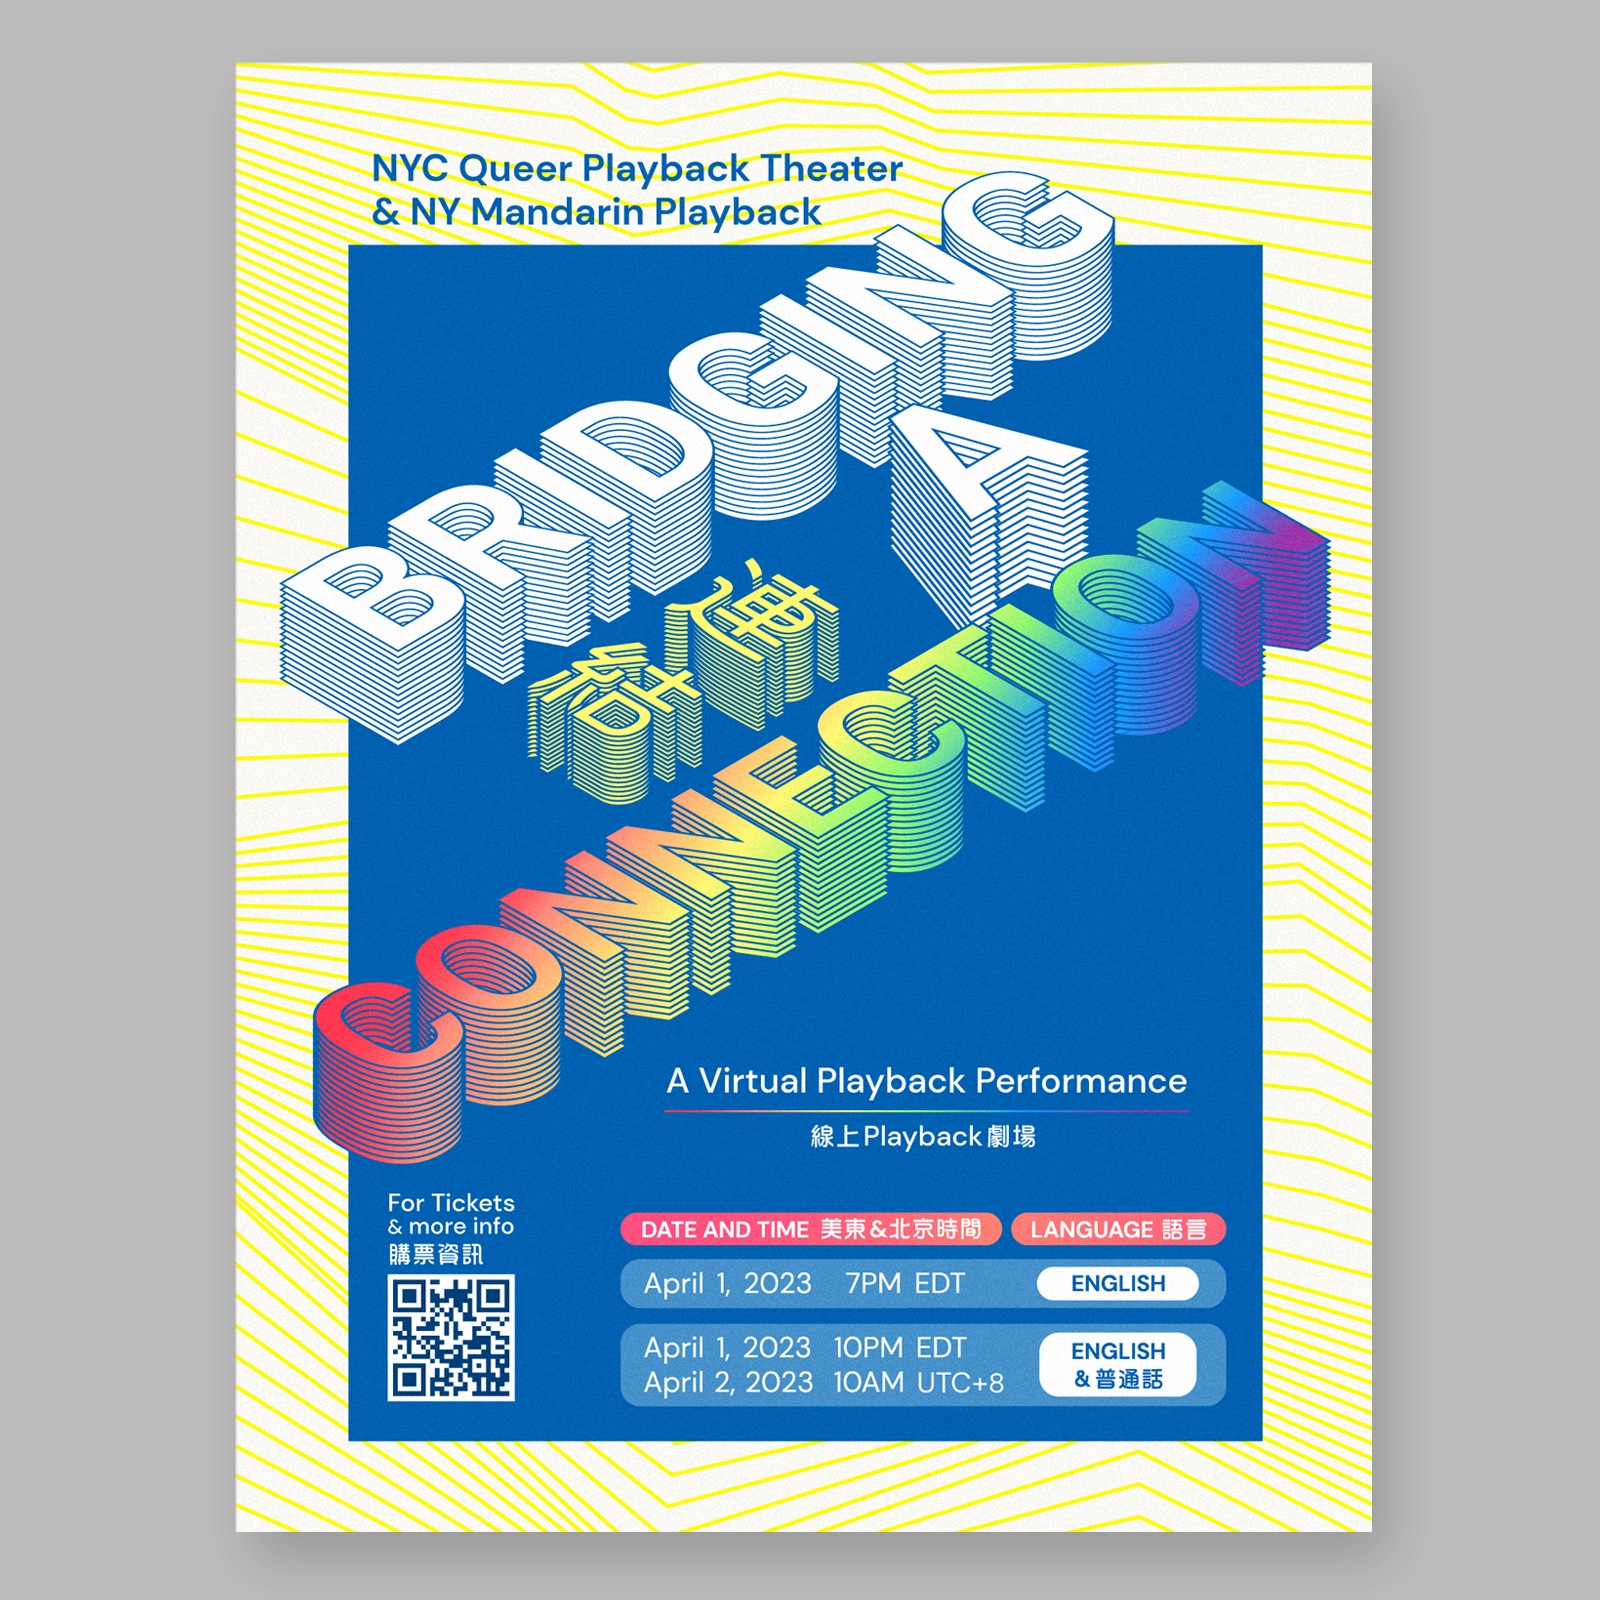 NYC Queer Playback Theater
& NY Mandarin Playback
BRIDGING
A
連結
CONNECTION
A Virtual Playback Performance
線上Playback劇場
For Tickets
& more info
購票資訊
DATE AND TIME 美東&北京時間 LANGUAGE 語言
April 1, 2023 7PM EDT ENGLISH
April 1, 2023 10PM EDT ENGLISH
April 2, 2023 10AM UTC+8 & 普通話